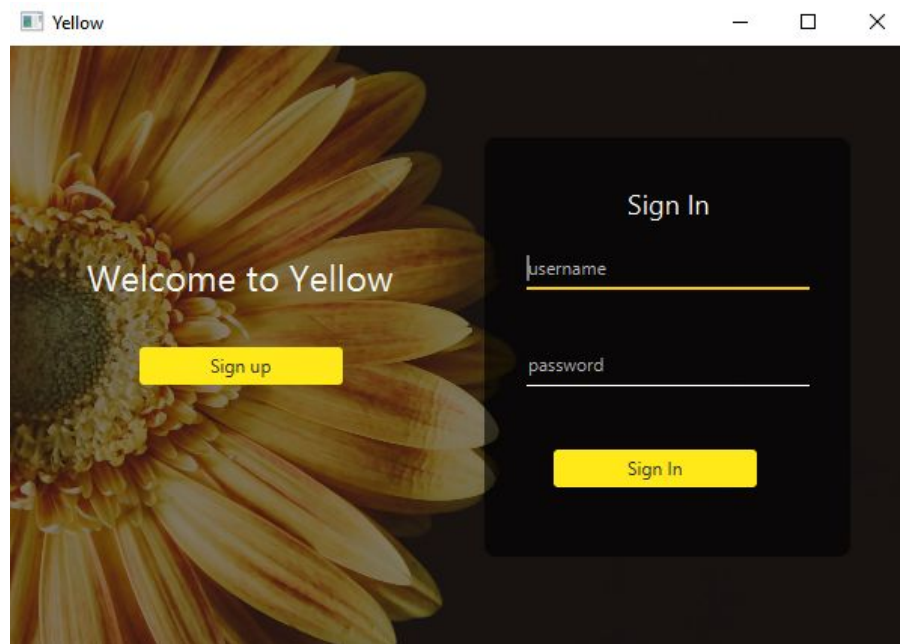 Yellow
Welcome to Yellow
Sign up
Sign In
username
password
Sign In